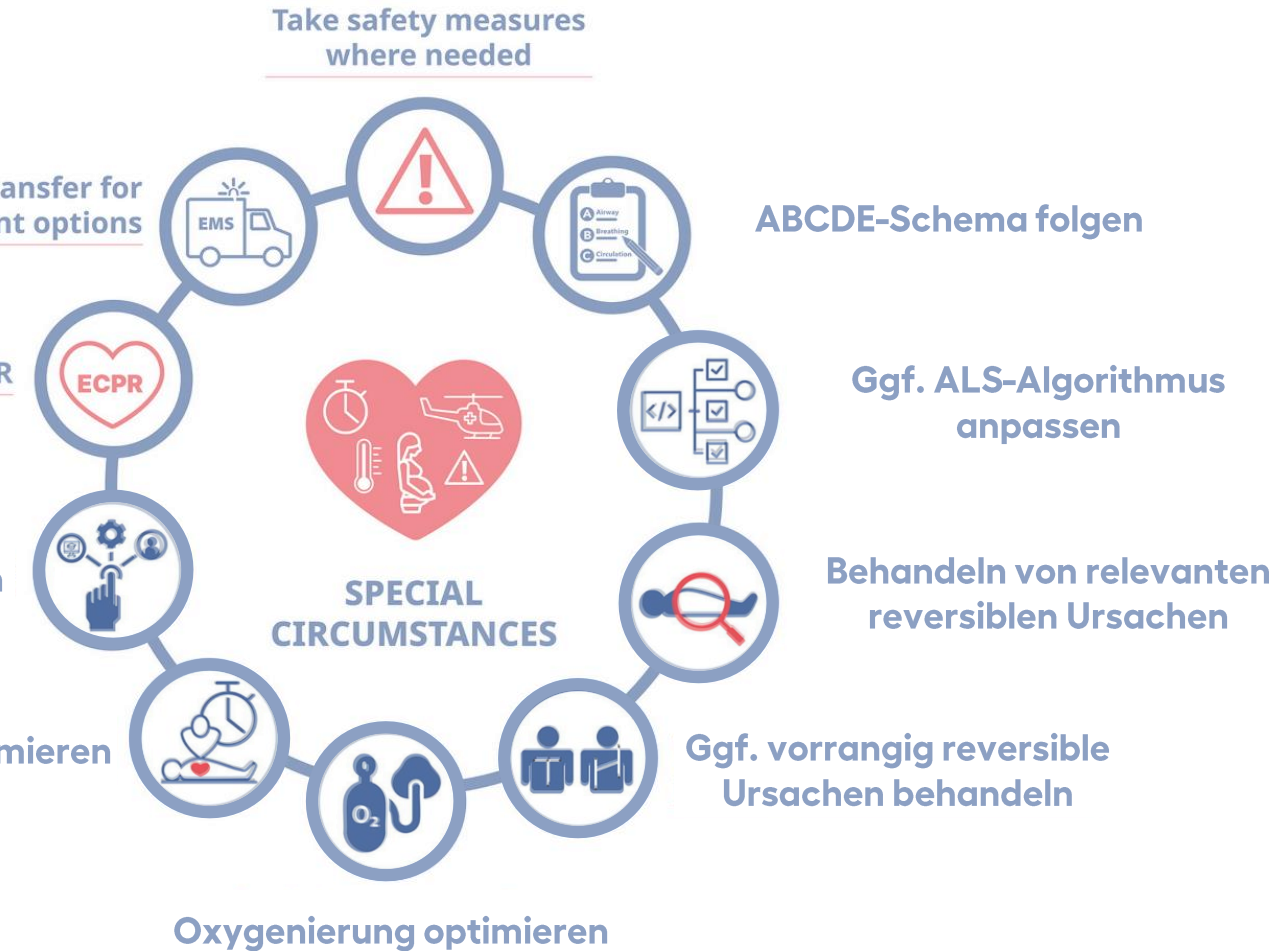 Take safety measures
where needed
ansfer for
nt options
EMS
A Airway
B Breathing
C Circulation
ABCDE-Schema folgen
R
ECPR
</>
Ggf. ALS-Algorithmus
anpassen
n
SPECIAL
CIRCUMSTANCES
Behandeln von relevanten
reversiblen Ursachen
mieren
Ggf. vorrangig reversible
Ursachen behandeln
O₂
Oxygenierung optimieren